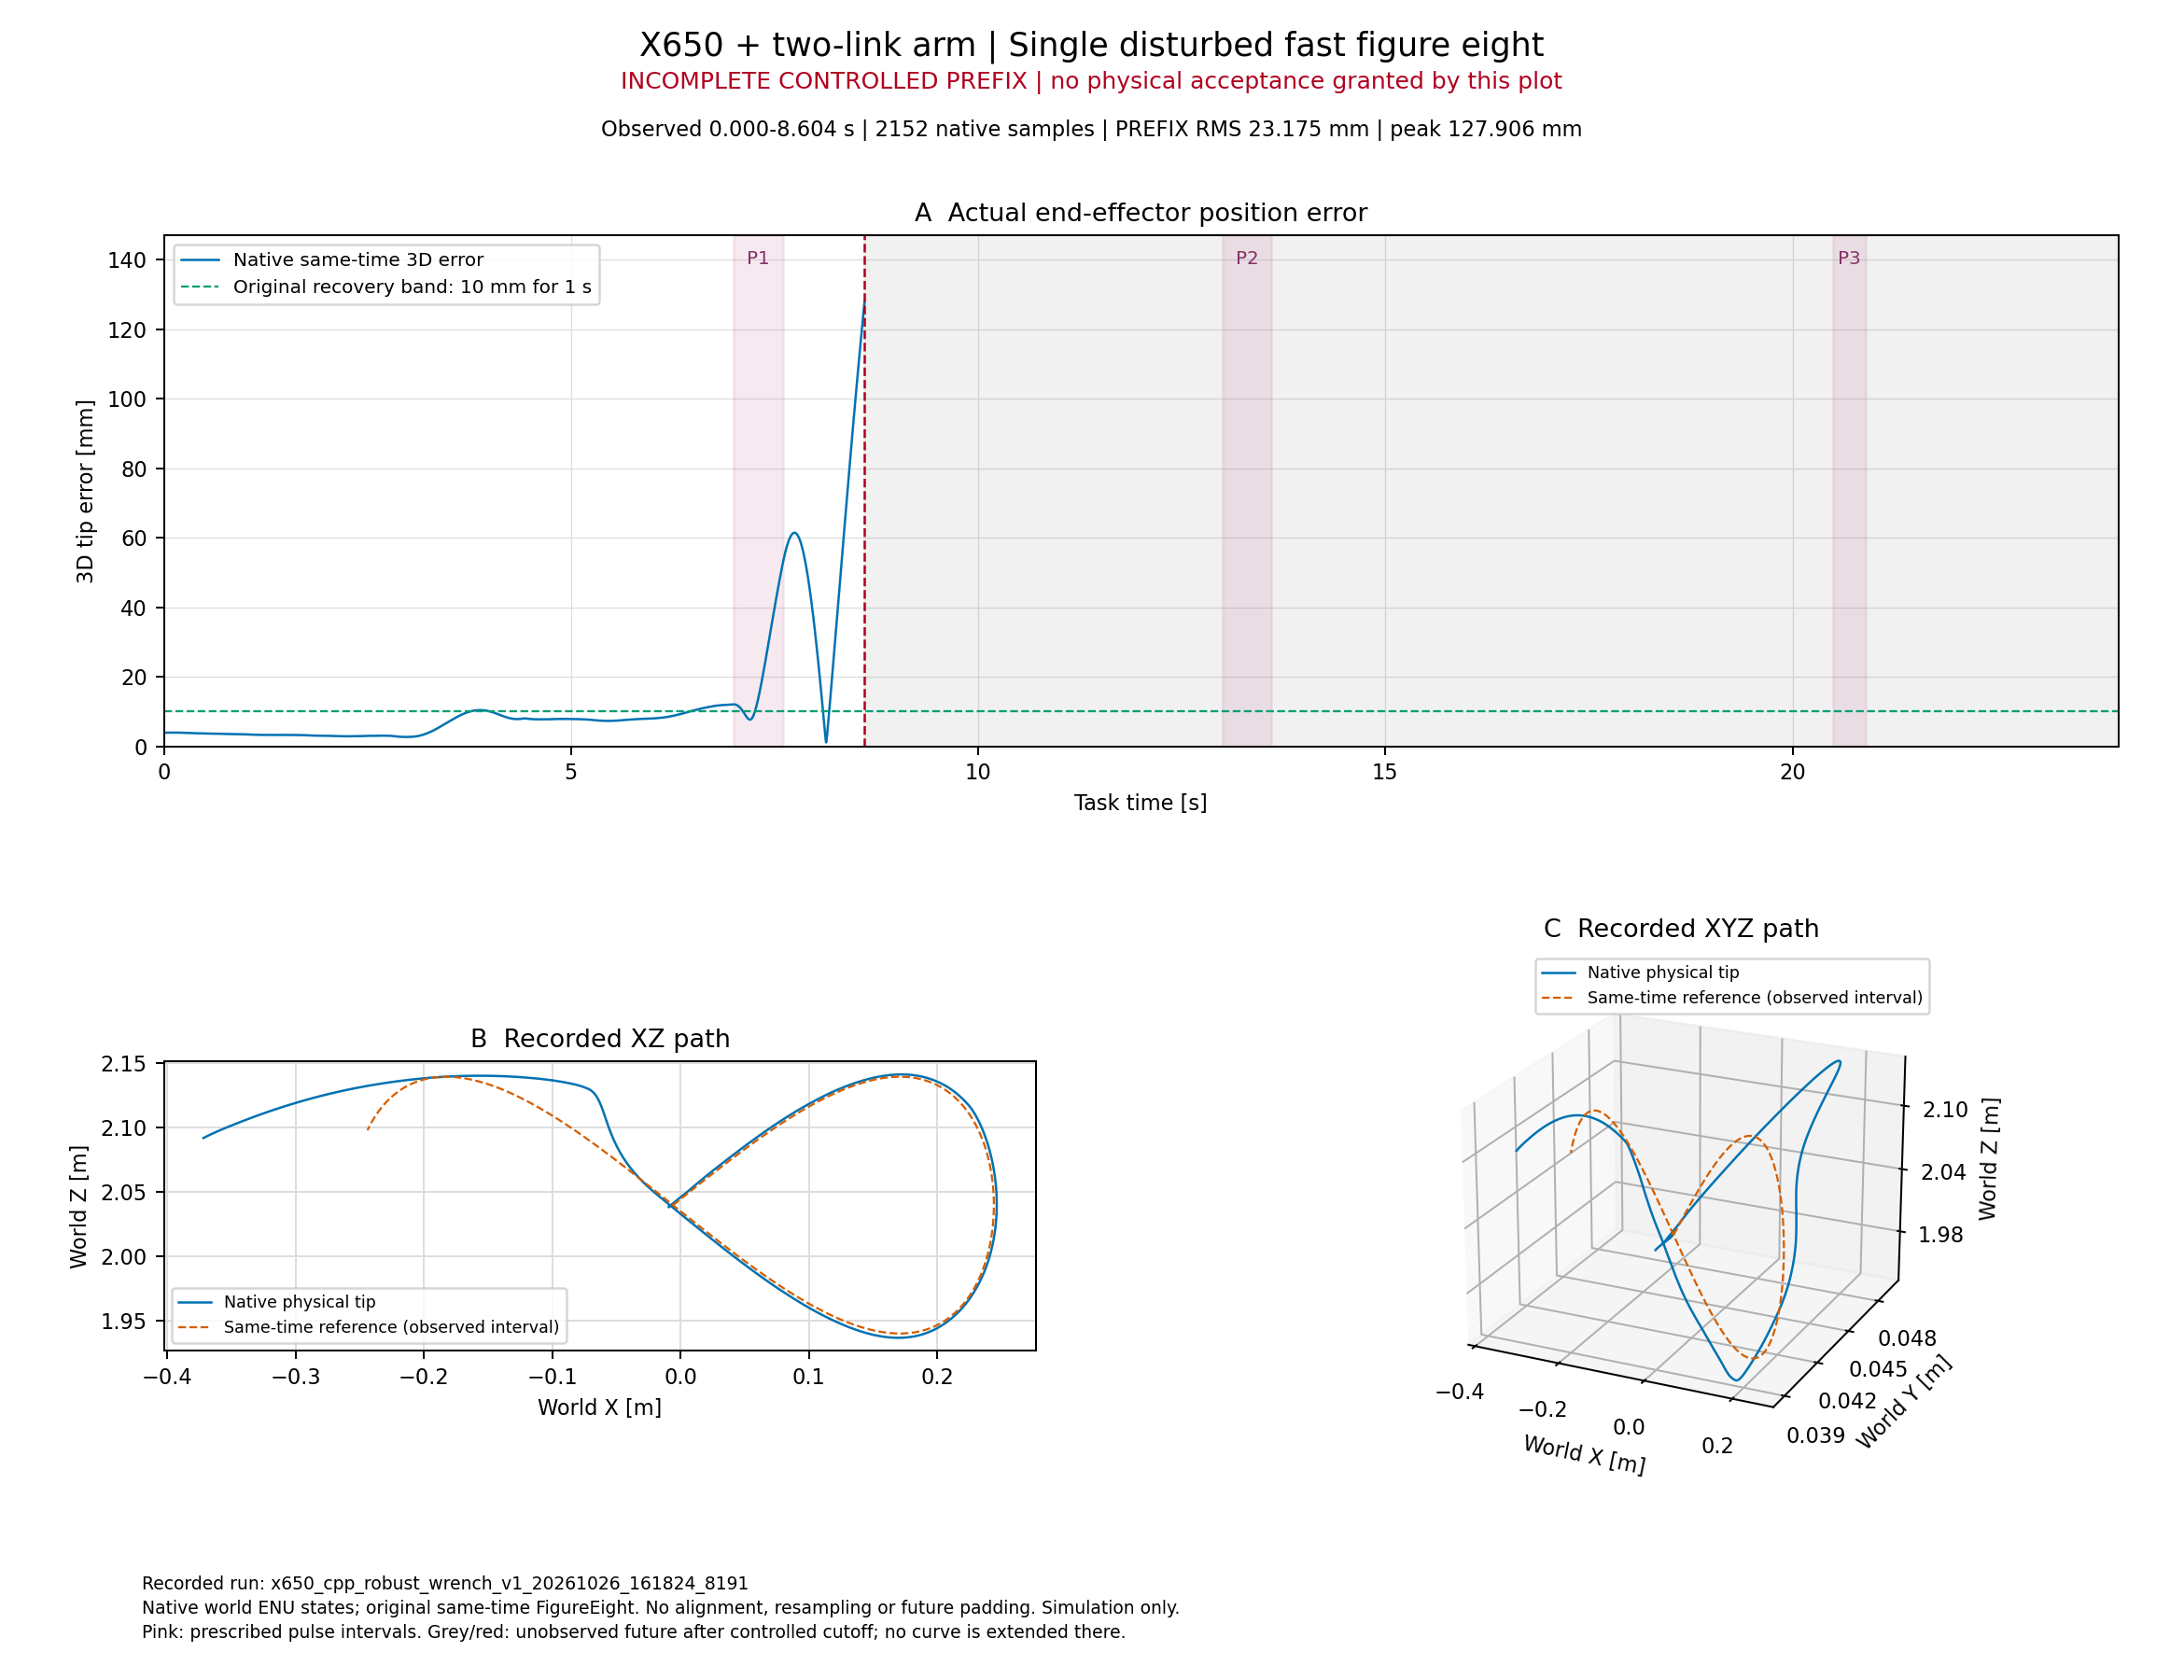 X650 + two-link arm | Single disturbed fast figure eight
INCOMPLETE CONTROLLED PREFIX | no physical acceptance granted by this plot
Observed 0.000-8.604 s | 2152 native samples | PREFIX RMS 23.175 mm | peak 127.906 mm
A  Actual end-effector position error
Native same-time 3D error
Original recovery band: 10 mm for 1 s
P1
P2
P3
140
120
100
80
60
40
20
0
3D tip error [mm]
0
5
10
15
20
Task time [s]
B  Recorded XZ path
2.15
2.10
2.05
2.00
1.95
World Z [m]
Native physical tip
Same-time reference (observed interval)
−0.4
−0.3
−0.2
−0.1
0.0
0.1
0.2
World X [m]
C  Recorded XYZ path
Native physical tip
Same-time reference (observed interval)
2.10
2.04
1.98
World Z [m]
0.048
0.045
0.042
0.039
World Y [m]
−0.4
−0.2
0.0
0.2
World X [m]
Recorded run: x650_cpp_robust_wrench_v1_20261026_161824_8191
Native world ENU states; original same-time FigureEight. No alignment, resampling or future padding. Simulation only.
Pink: prescribed pulse intervals. Grey/red: unobserved future after controlled cutoff; no curve is extended there.